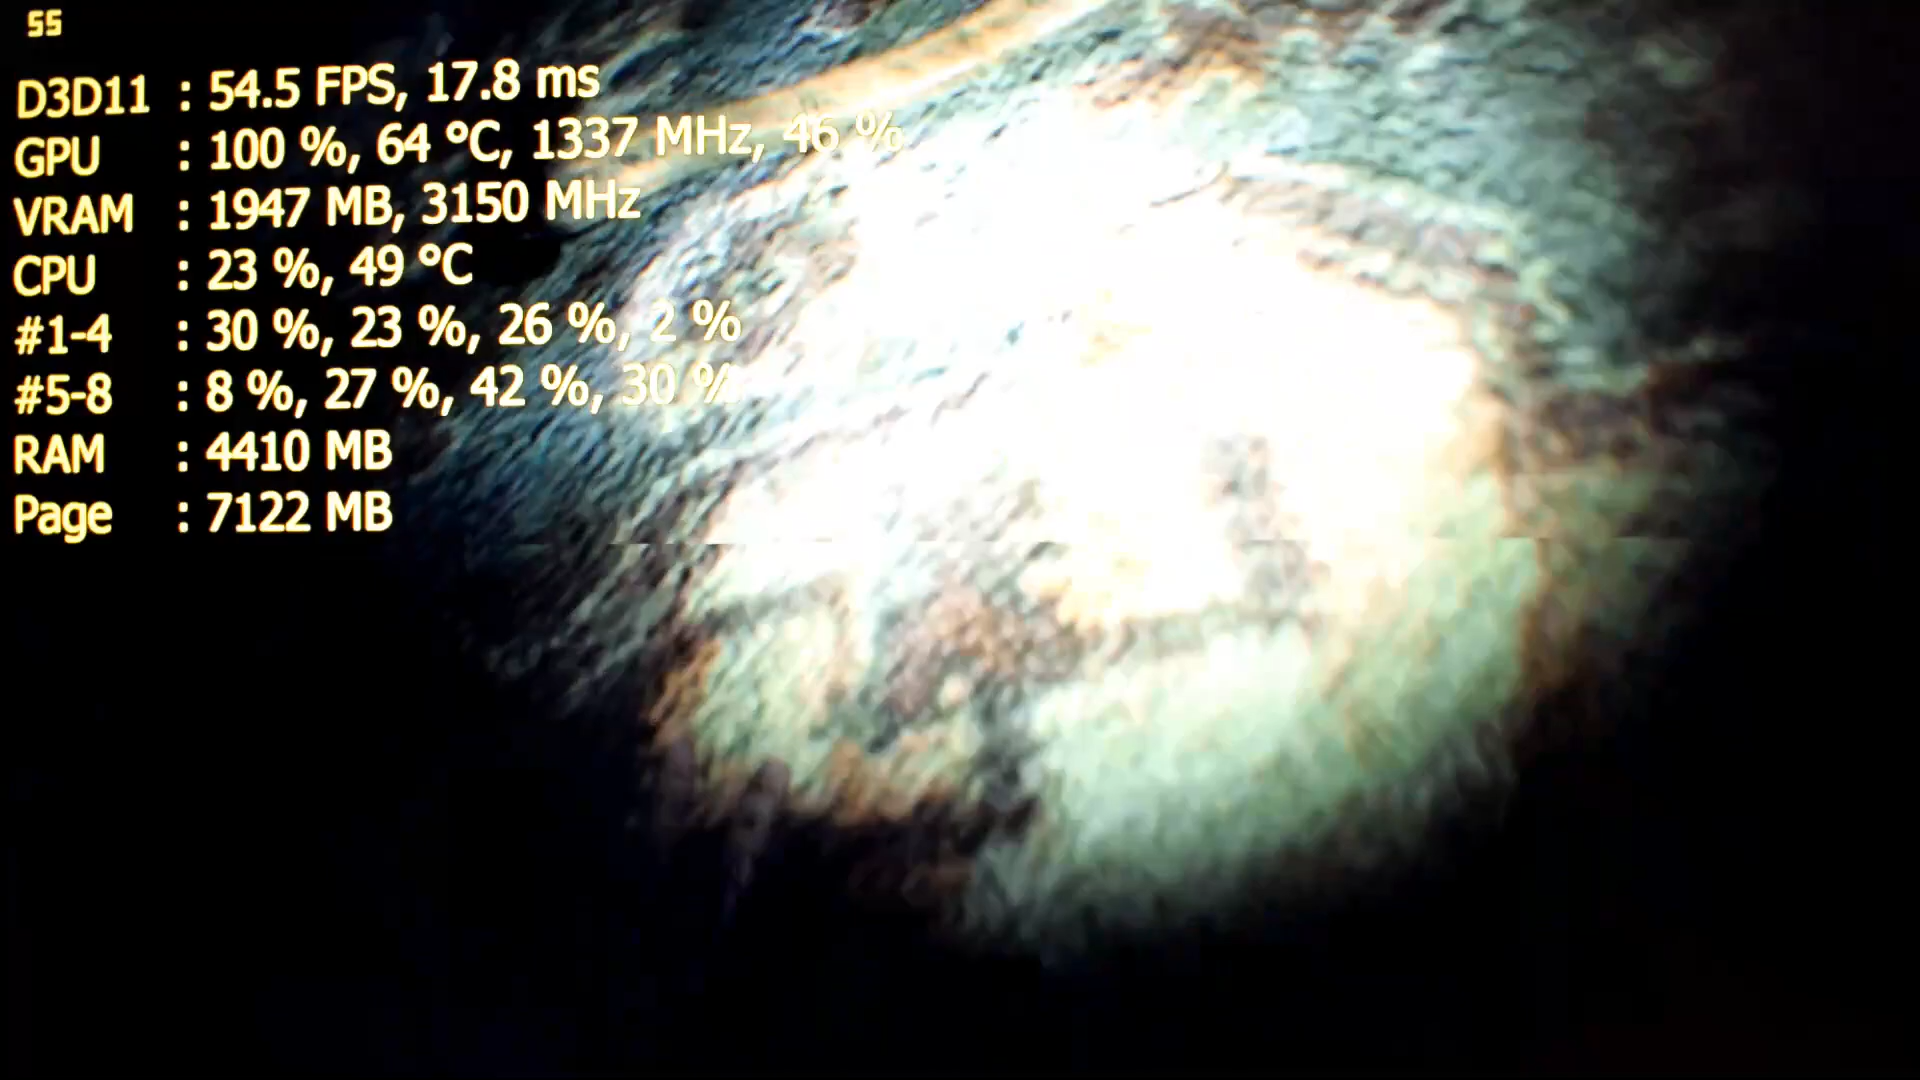 55
D3D11 : 54.5 FPS, 17.8 ms
GPU : 100 %, 64 °C, 1337 MHz, 46 %
VRAM : 1947 MB, 3150 MHz
CPU : 23 %, 49 °C
#1-4 : 30 %, 23 %, 26 %, 2 %
#5-8 : 8 %, 27 %, 42 %, 30 %
RAM : 4410 MB
Page : 7122 MB